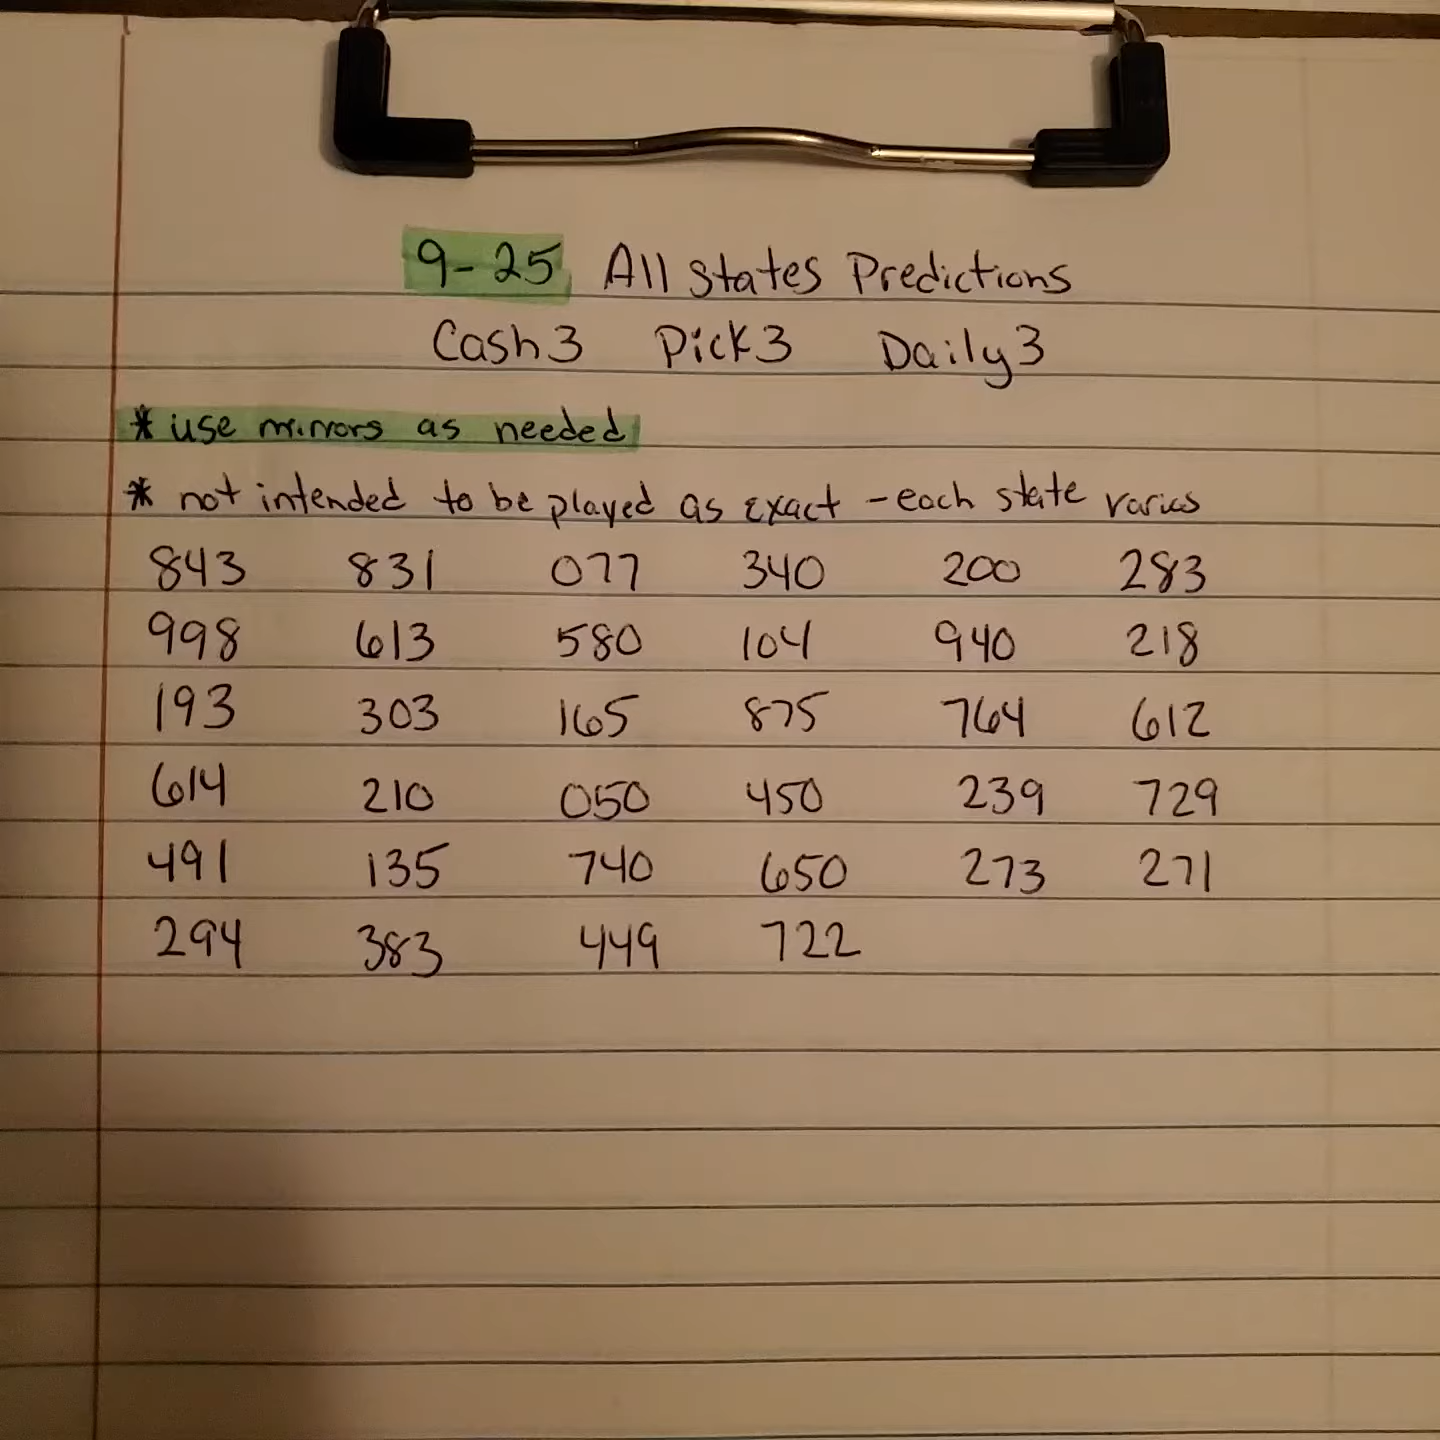 9-25 All states Predictions
Cash3 Pick3 Daily3
* use mirrors as needed
* not intended to be played as exact - each state varies
843 831 077 340 200 283
998 613 580 104 940 218
193 303 165 875 764 612
614 210 050 450 239 729
491 135 740 650 273 271
294 383 449 722